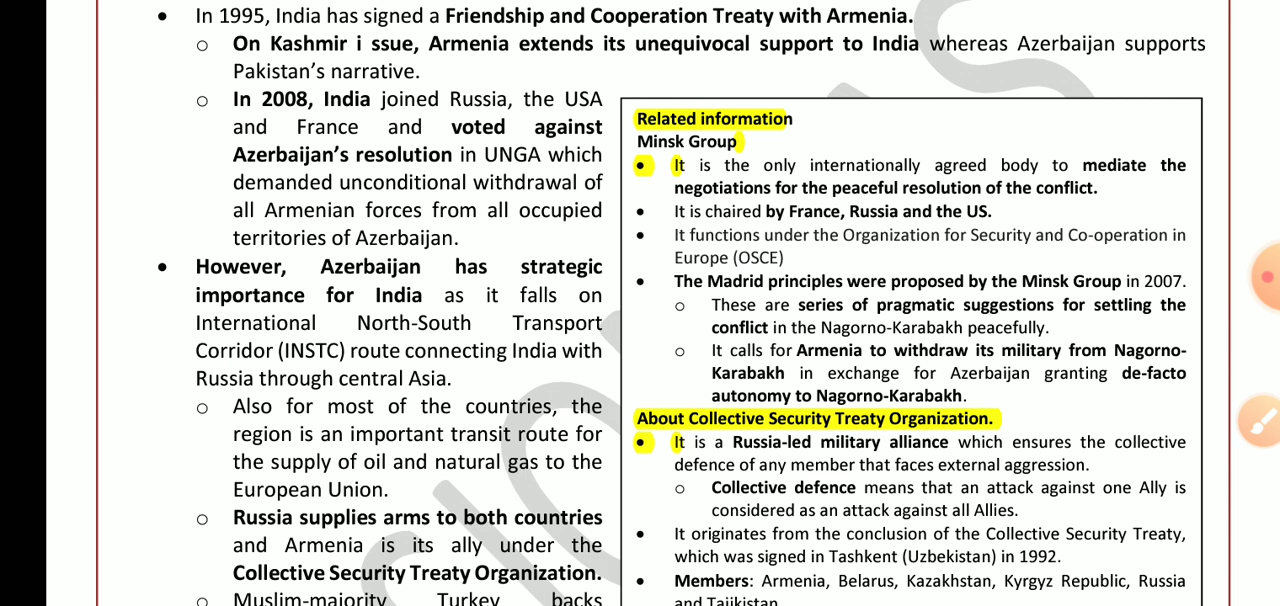 • In 1995, India has signed a Friendship and Cooperation Treaty with Armenia.
o On Kashmir i ssue, Armenia extends its unequivocal support to India whereas Azerbaijan supports
Pakistan's narrative.
o In 2008, India joined Russia, the USA
and France and voted against
Azerbaijan's resolution in UNGA which
demanded unconditional withdrawal of
all Armenian forces from all occupied
territories of Azerbaijan.
• However, Azerbaijan has strategic
importance for India as it falls on
International North-South Transport
Corridor (INSTC) route connecting India with
Russia through central Asia.
o Also for most of the countries, the
region is an important transit route for
the supply of oil and natural gas to the
European Union.
o Russia supplies arms to both countries
and Armenia is its ally under the
Collective Security Treaty Organization.
o Muslim-majority Turkey backs
Related information
Minsk Group
• It is the only internationally agreed body to mediate the
negotiations for the peaceful resolution of the conflict.
• It is chaired by France, Russia and the US.
• It functions under the Organization for Security and Co-operation in
Europe (OSCE)
• The Madrid principles were proposed by the Minsk Group in 2007.
o These are series of pragmatic suggestions for settling the
conflict in the Nagorno-Karabakh peacefully.
o It calls for Armenia to withdraw its military from Nagorno-
Karabakh in exchange for Azerbaijan granting de-facto
autonomy to Nagorno-Karabakh.
About Collective Security Treaty Organization.
• It is a Russia-led military alliance which ensures the collective
defence of any member that faces external aggression.
o Collective defence means that an attack against one Ally is
considered as an attack against all Allies.
• It originates from the conclusion of the Collective Security Treaty,
which was signed in Tashkent (Uzbekistan) in 1992.
• Members: Armenia, Belarus, Kazakhstan, Kyrgyz Republic, Russia
and Tajikistan